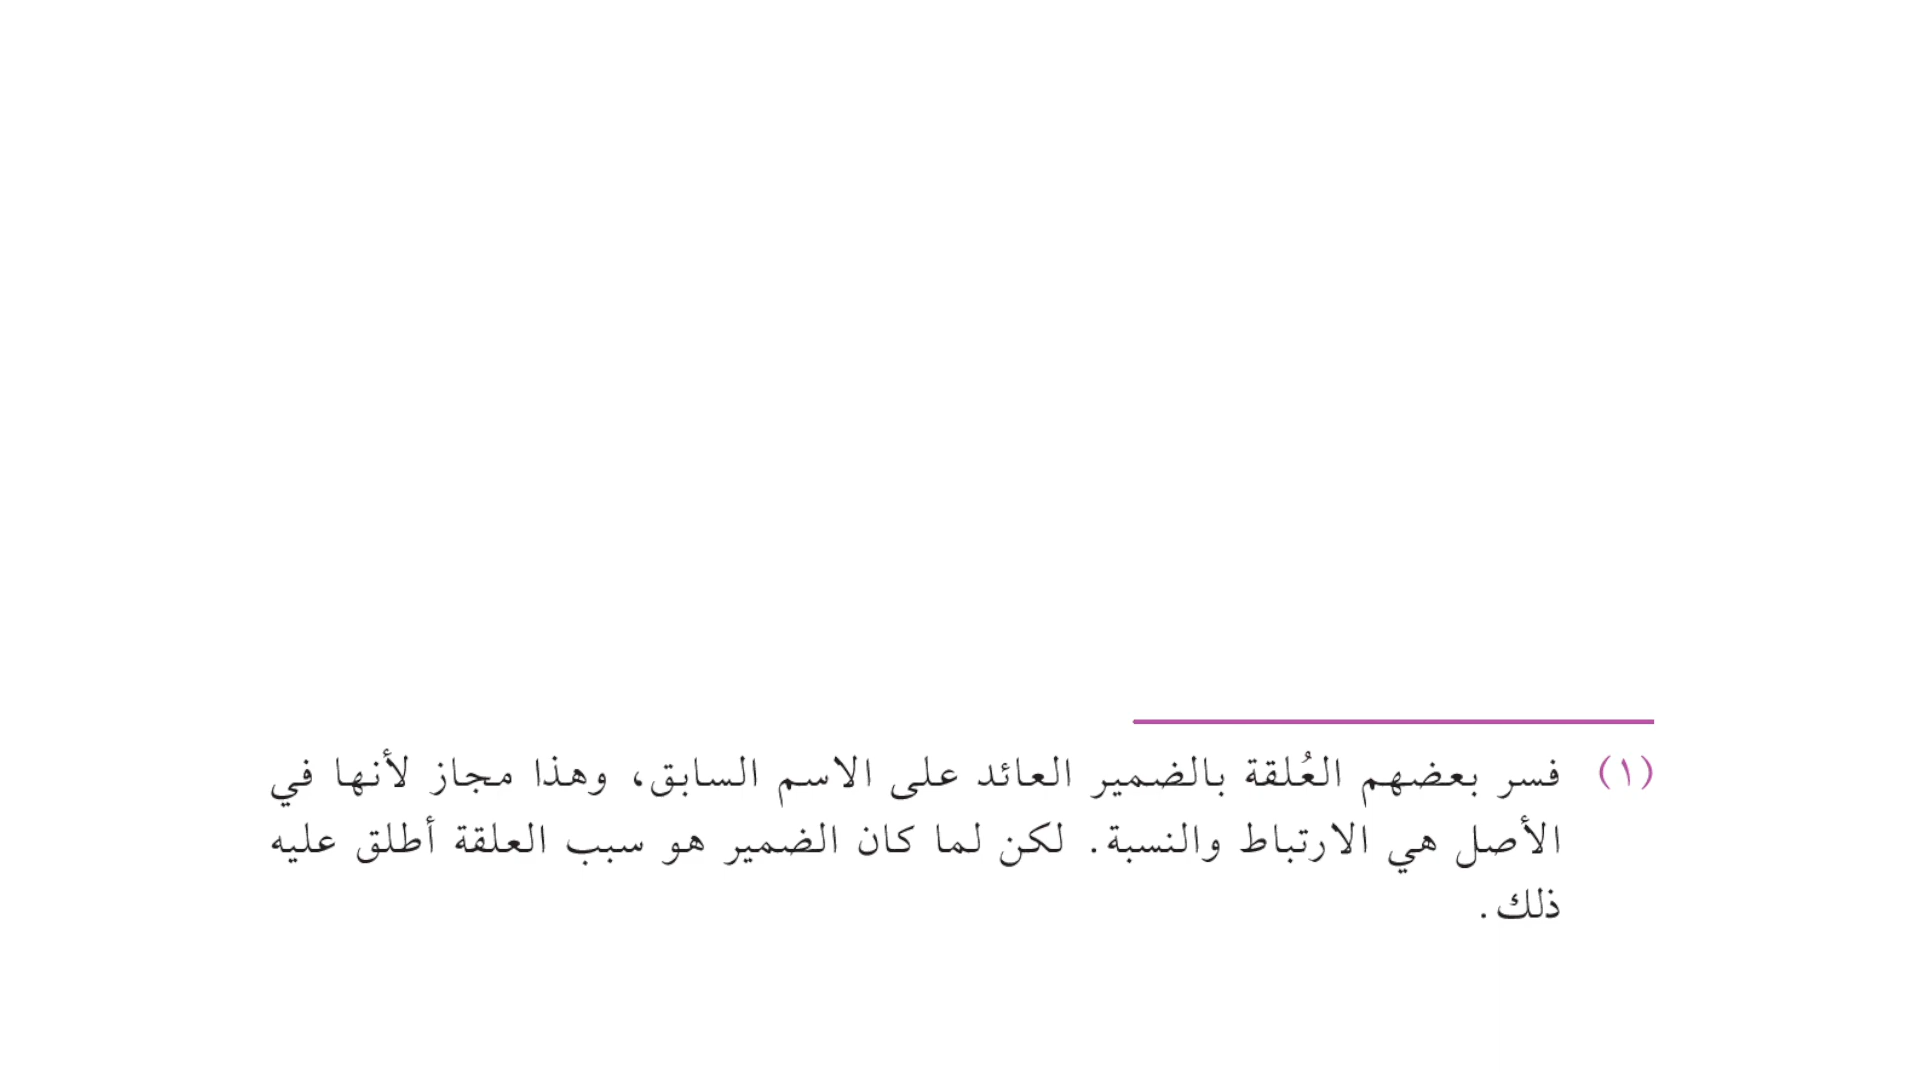 (١) فسر بعضهم العُلقة بالضمير العائد على الاسم السابق، وهذا مجاز لأنها في
الأصل هي الارتباط والنسبة. لكن لما كان الضمير هو سبب العلقة أطلق عليه
ذلك.